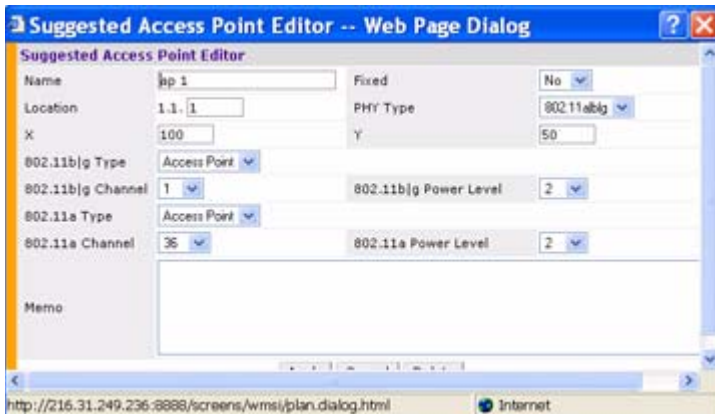 Suggested Access Point Editor -- Web Page Dialog
Suggested Access Point Editor
Name ap 1 Fixed No
Location 1.1. 1 PHY Type 802.11a|b|g
X 100 Y 50
802.11b|g Type Access Point
802.11b|g Channel 1 802.11b|g Power Level 2
802.11a Type Access Point
802.11a Channel 36 802.11a Power Level 2
Memo
http://216.31.249.236:8888/screens/wmsi/plan.dialog.html Internet